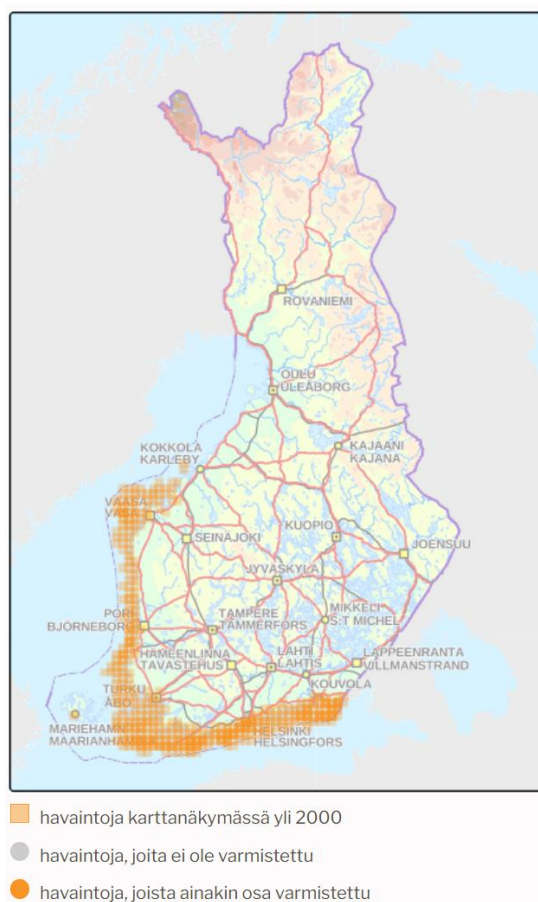 ROVANIEMI
OULU
ULEÅBORG
KOKKOLA
KARLEBY
KAJAANI
KAJANA
VAASA
VASA
SEINÄJOKI
KUOPIO
JOENSUU
JYVÄSKYLÄ
PORI
BJÖRNEBORG
TAMPERE
TAMMERFORS
MIKKELI
S:T MICHEL
HÄMEENLINNA
TAVASTEHUS
LAHTI
LAHTIS
LAPPEENRANTA
VILLMANSTRAND
KOUVOLA
TURKU
ÅBO
MARIEHAMN
MAARIANHAMINA
HELSINKI
HELSINGFORS
havaintoja karttanäkymässä yli 2000
havaintoja, joita ei ole varmistettu
havaintoja, joista ainakin osa varmistettu